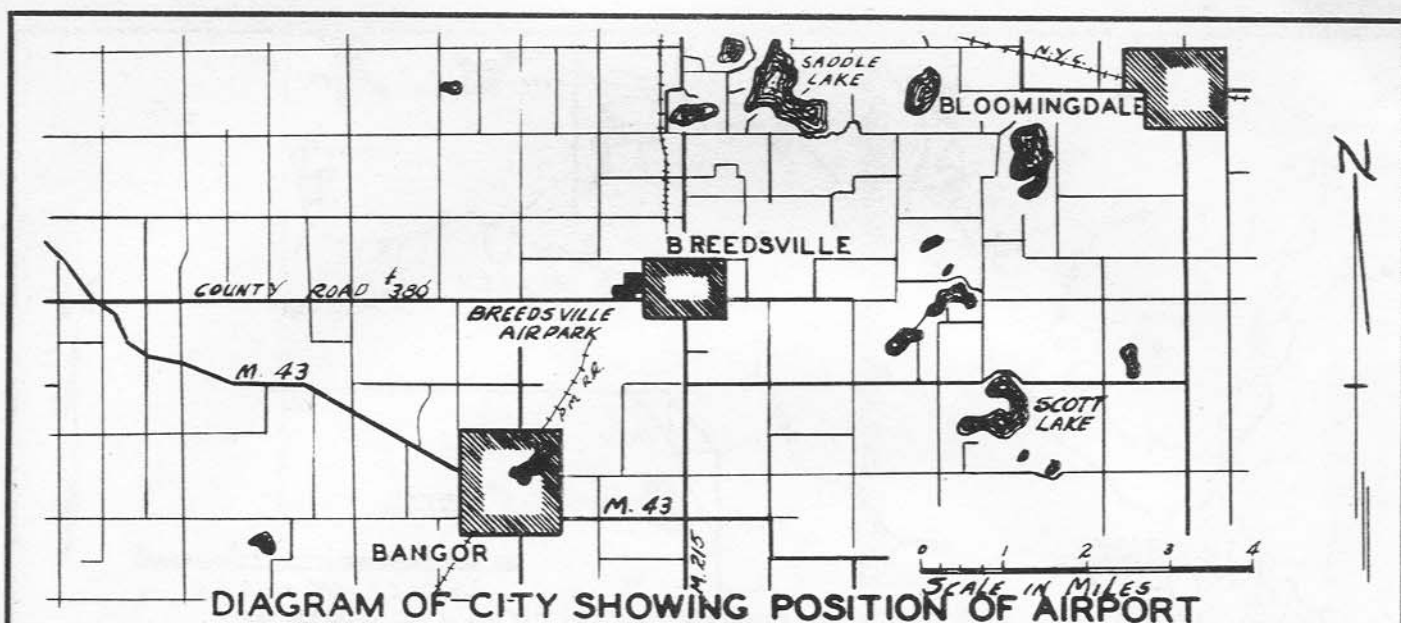 N.Y.C.
SADDLE
LAKE
BLOOMINGDALE
N
BREEDSVILLE
COUNTY ROAD #380
BREEDSVILLE
AIRPARK
P.M. RR.
M. 43
SCOTT
LAKE
M. 43
BANGOR
M. 215
0 1 2 3 4
SCALE IN MILES
DIAGRAM OF CITY SHOWING POSITION OF AIRPORT